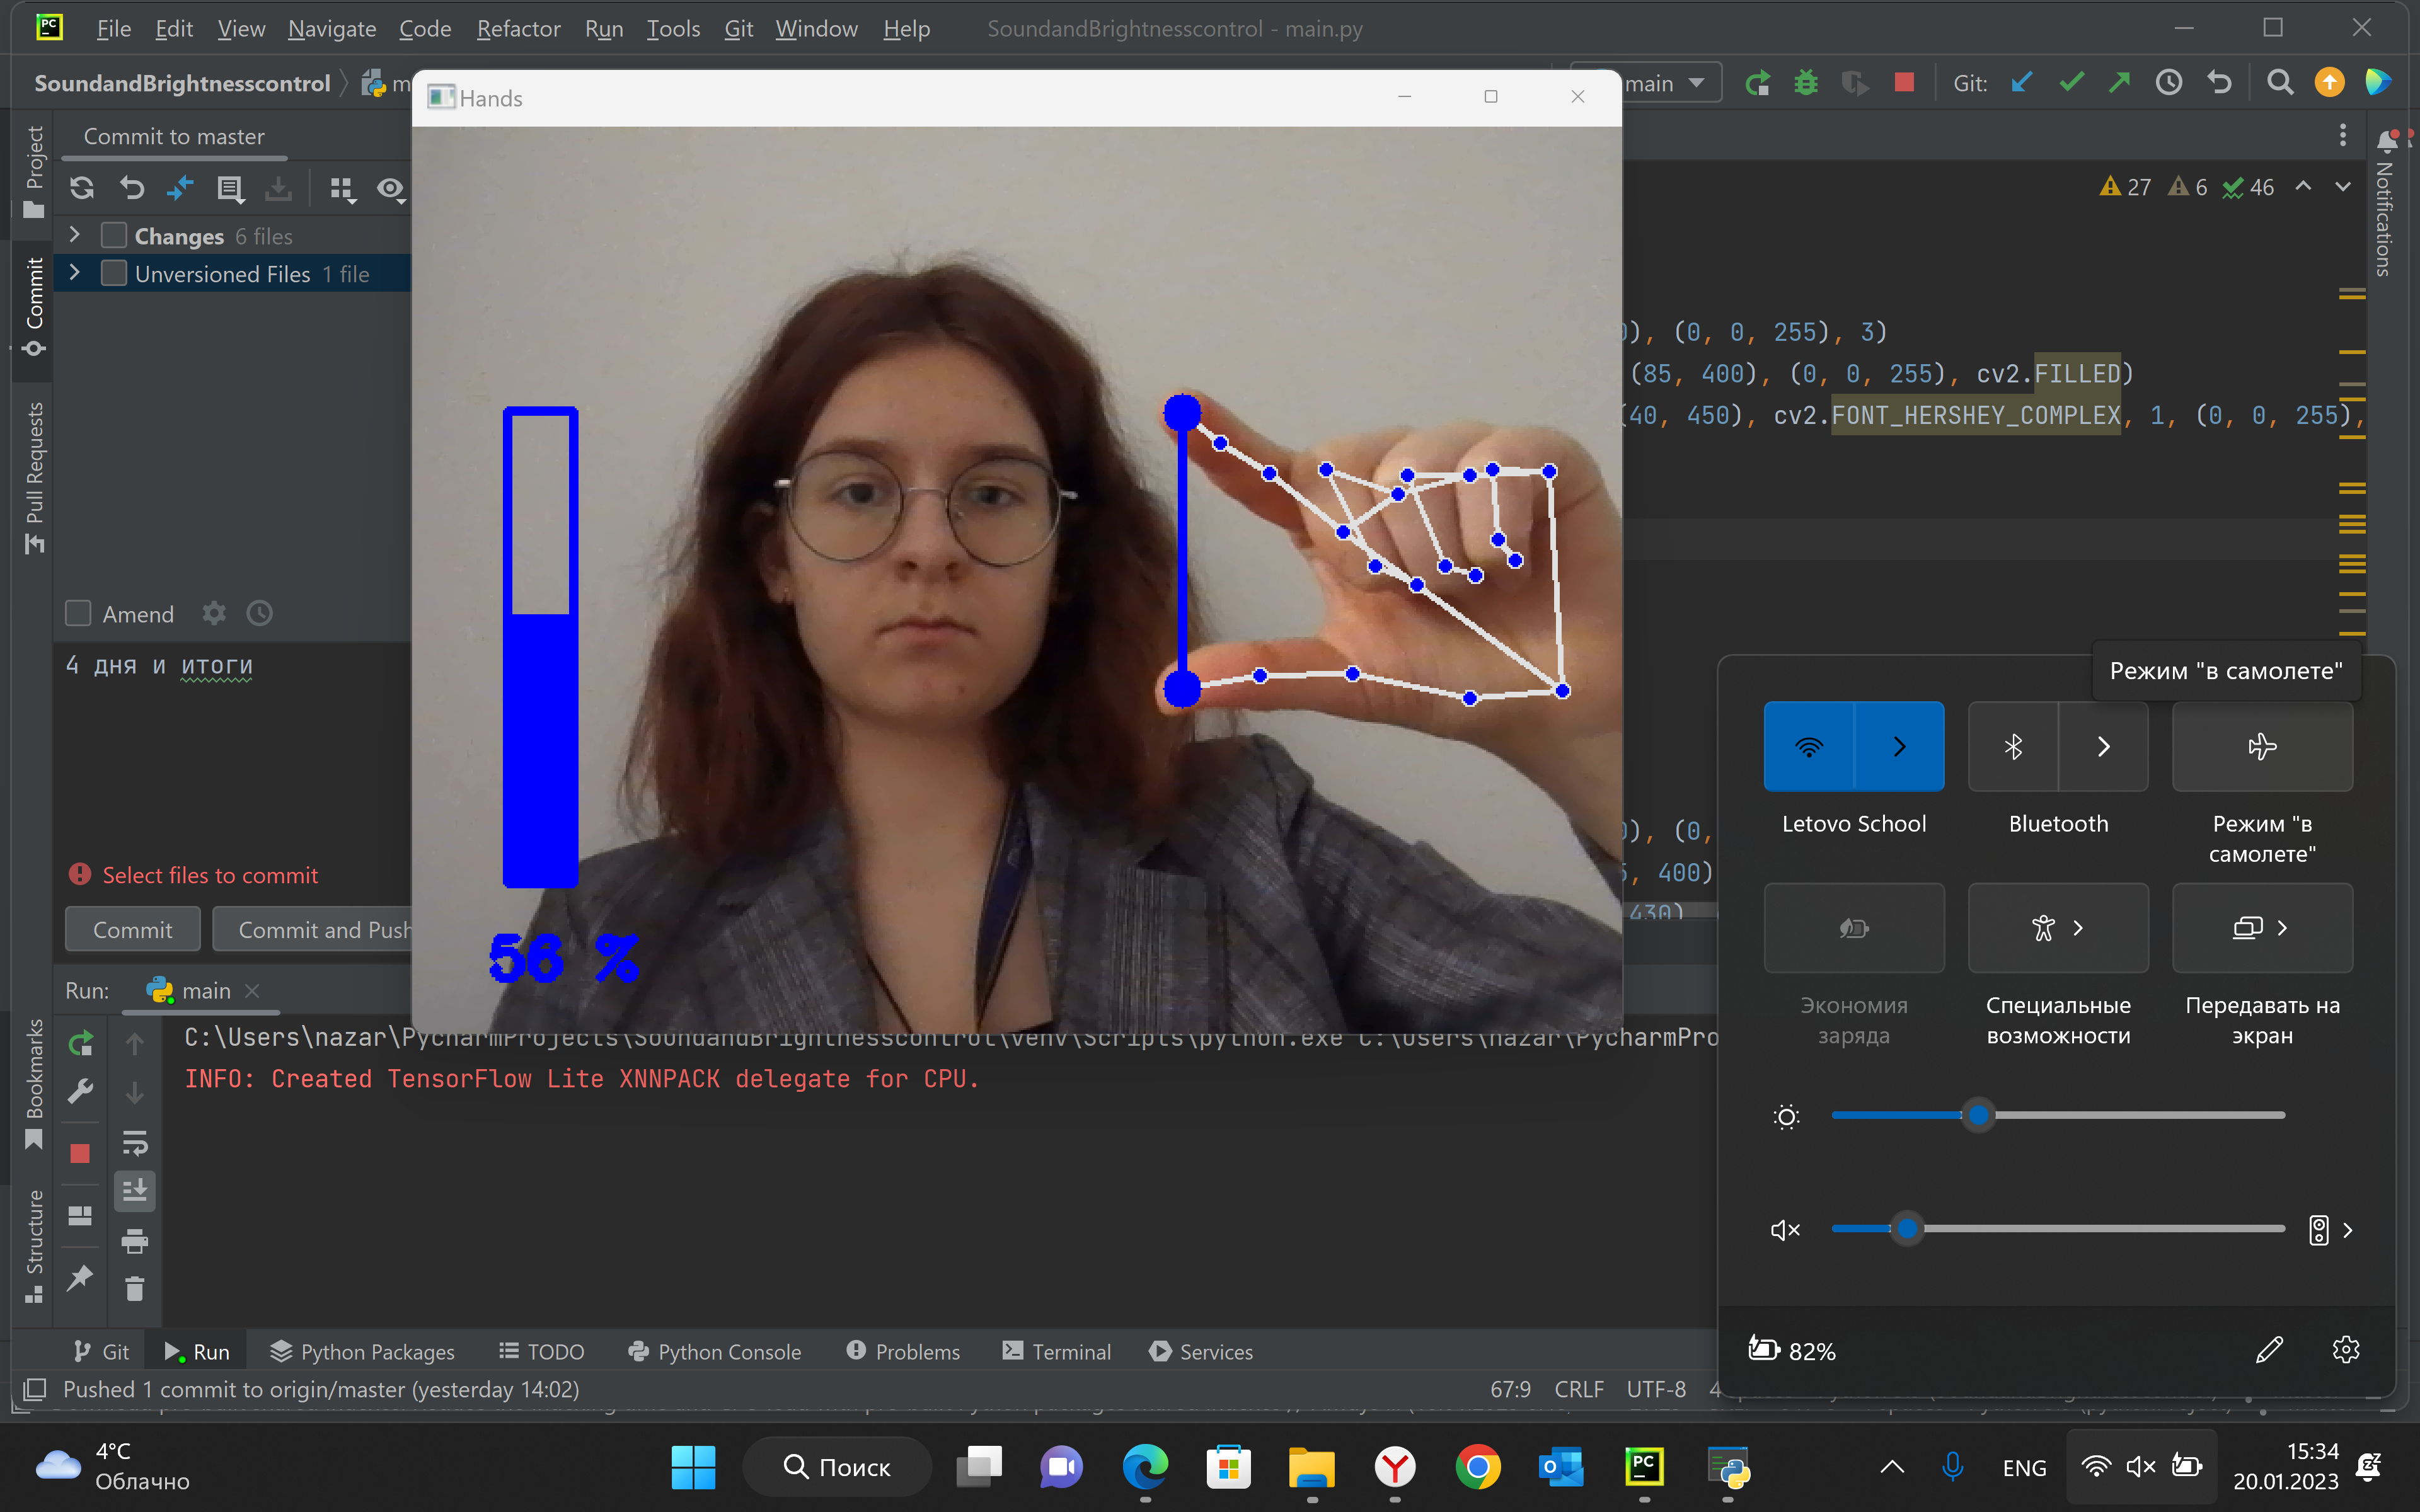 PC File Edit View Navigate Code Refactor Run Tools Git Window Help SoundandBrightnesscontrol - main.py
SoundandBrightnesscontrol
main Git:
Hands
Commit to master
27 6 46
Changes 6 files
Unversioned Files 1 file
Project
Commit
Pull Requests
Bookmarks
Structure
Notifications
), (0, 0, 255), 3)
(85, 400), (0, 0, 255), cv2.FILLED)
(40, 450), cv2.FONT_HERSHEY_COMPLEX, 1, (0, 0, 255),
), (0,
, 400)
430)
Amend
4 дня и итоги
Select files to commit
Commit Commit and Push
56 %
Режим "в самолете"
Letovo School Bluetooth Режим "в
самолете"
Экономия
заряда
Специальные
возможности
Передавать на
экран
82%
Run: main
C:\Users\nazar\PycharmProjects\SoundandBrightnesscontrol\venv\Scripts\python.exe C:\Users\nazar\PycharmPro
INFO: Created TensorFlow Lite XNNPACK delegate for CPU.
Git Run Python Packages TODO Python Console Problems Terminal Services
Pushed 1 commit to origin/master (yesterday 14:02)
67:9 CRLF UTF-8
4°C
Облачно
Поиск
PC
ENG
15:34
20.01.2023